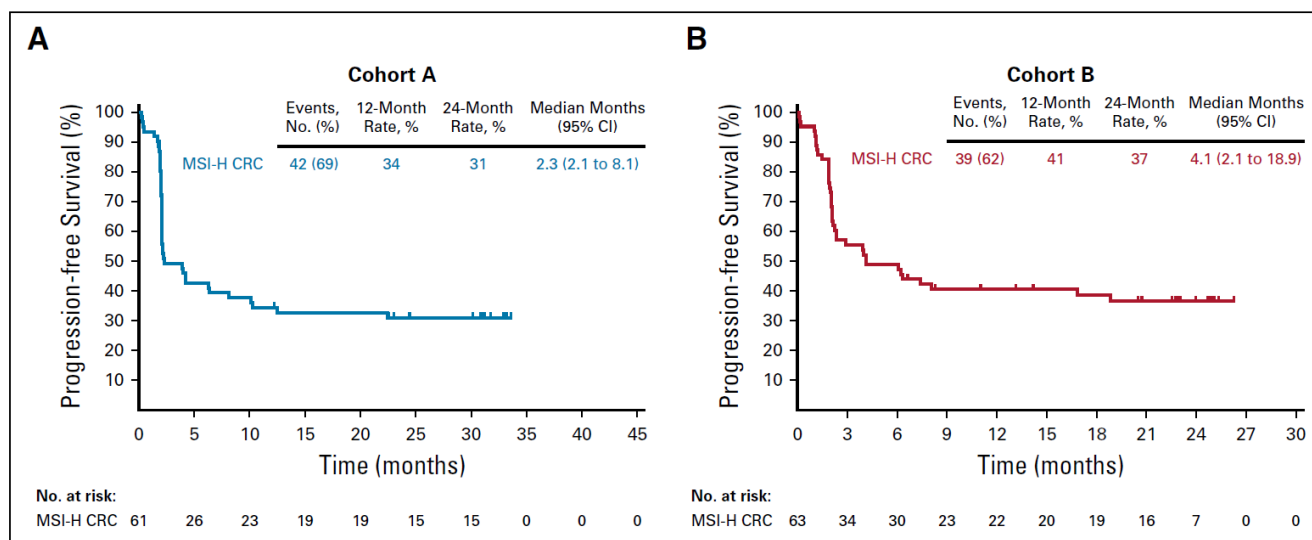 A
Cohort A
Events, 12-Month 24-Month Median Months
No. (%) Rate, % Rate, % (95% CI)
MSI-H CRC 42 (69) 34 31 2.3 (2.1 to 8.1)
Progression-free Survival (%)
100
90
80
70
60
50
40
30
20
10
0 5 10 15 20 25 30 35 40 45
Time (months)
No. at risk:
MSI-H CRC 61 26 23 19 19 15 15 0 0 0
B
Cohort B
Events, 12-Month 24-Month Median Months
No. (%) Rate, % Rate, % (95% CI)
MSI-H CRC 39 (62) 41 37 4.1 (2.1 to 18.9)
Progression-free Survival (%)
100
90
80
70
60
50
40
30
20
10
0 3 6 9 12 15 18 21 24 27 30
Time (months)
No. at risk:
MSI-H CRC 63 34 30 23 22 20 19 16 7 0 0